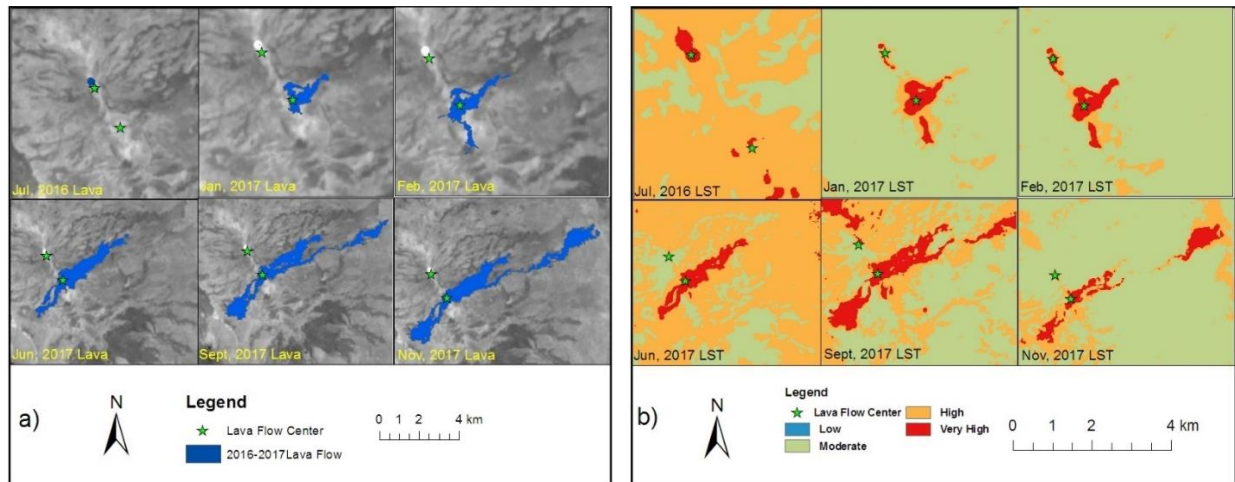 Jul, 2016 Lava
Jan, 2017 Lava
Feb, 2017 Lava
Jun, 2017 Lava
Sept, 2017 Lava
Nov, 2017 Lava
a)
N
Legend
Lava Flow Center
2016-2017Lava Flow
0 1 2 4 km
Jul, 2016 LST
Jan, 2017 LST
Feb, 2017 LST
Jun, 2017 LST
Sept, 2017 LST
Nov, 2017 LST
b)
N
Legend
Lava Flow Center
Low
Moderate
High
Very High
0 1 2 4 km